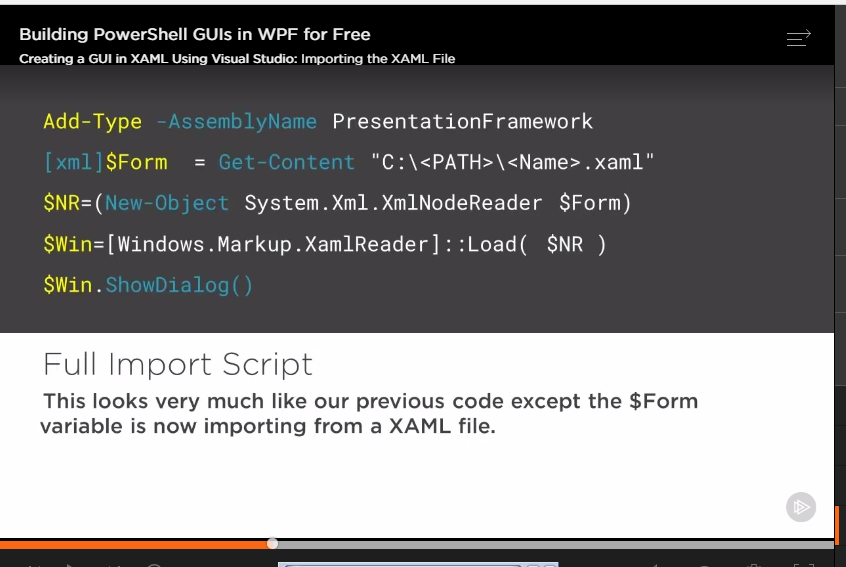 Building PowerShell GUIs in WPF for Free
Creating a GUI in XAML Using Visual Studio: Importing the XAML File
Add-Type -AssemblyName PresentationFramework
[xml]$Form = Get-Content "C:\<PATH>\<Name>.xaml"
$NR=(New-Object System.Xml.XmlNodeReader $Form)
$Win=[Windows.Markup.XamlReader]::Load( $NR )
$Win.ShowDialog()
Full Import Script
This looks very much like our previous code except the $Form
variable is now importing from a XAML file.